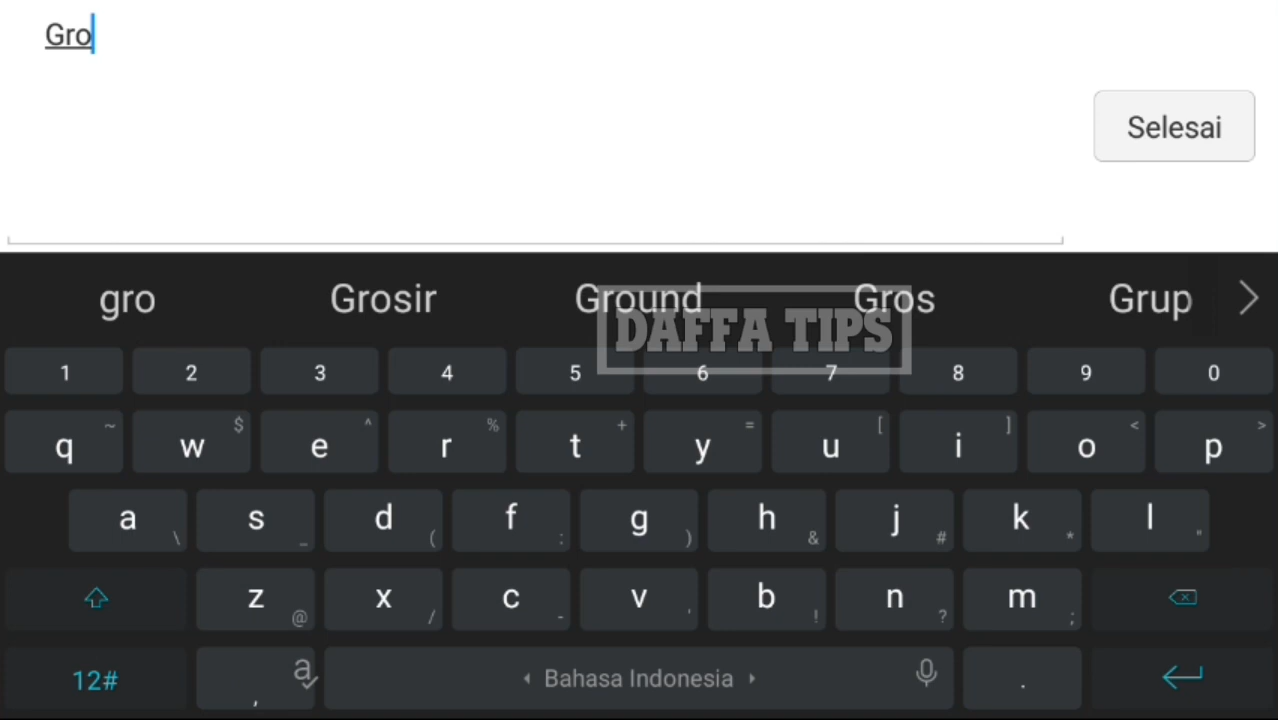 Gro
Selesai
gro Grosir Ground Gros Grup
DAFFA TIPS
1 2 3 4 5 6 7 8 9 0
~ $ ^ % + = [ ] < >
q w e r t y u i o p
a s d f g h j k l
\ _ ( : ) & # * "
z x c v b n m
@ / - ' ! ? ;
12# , a Bahasa Indonesia .